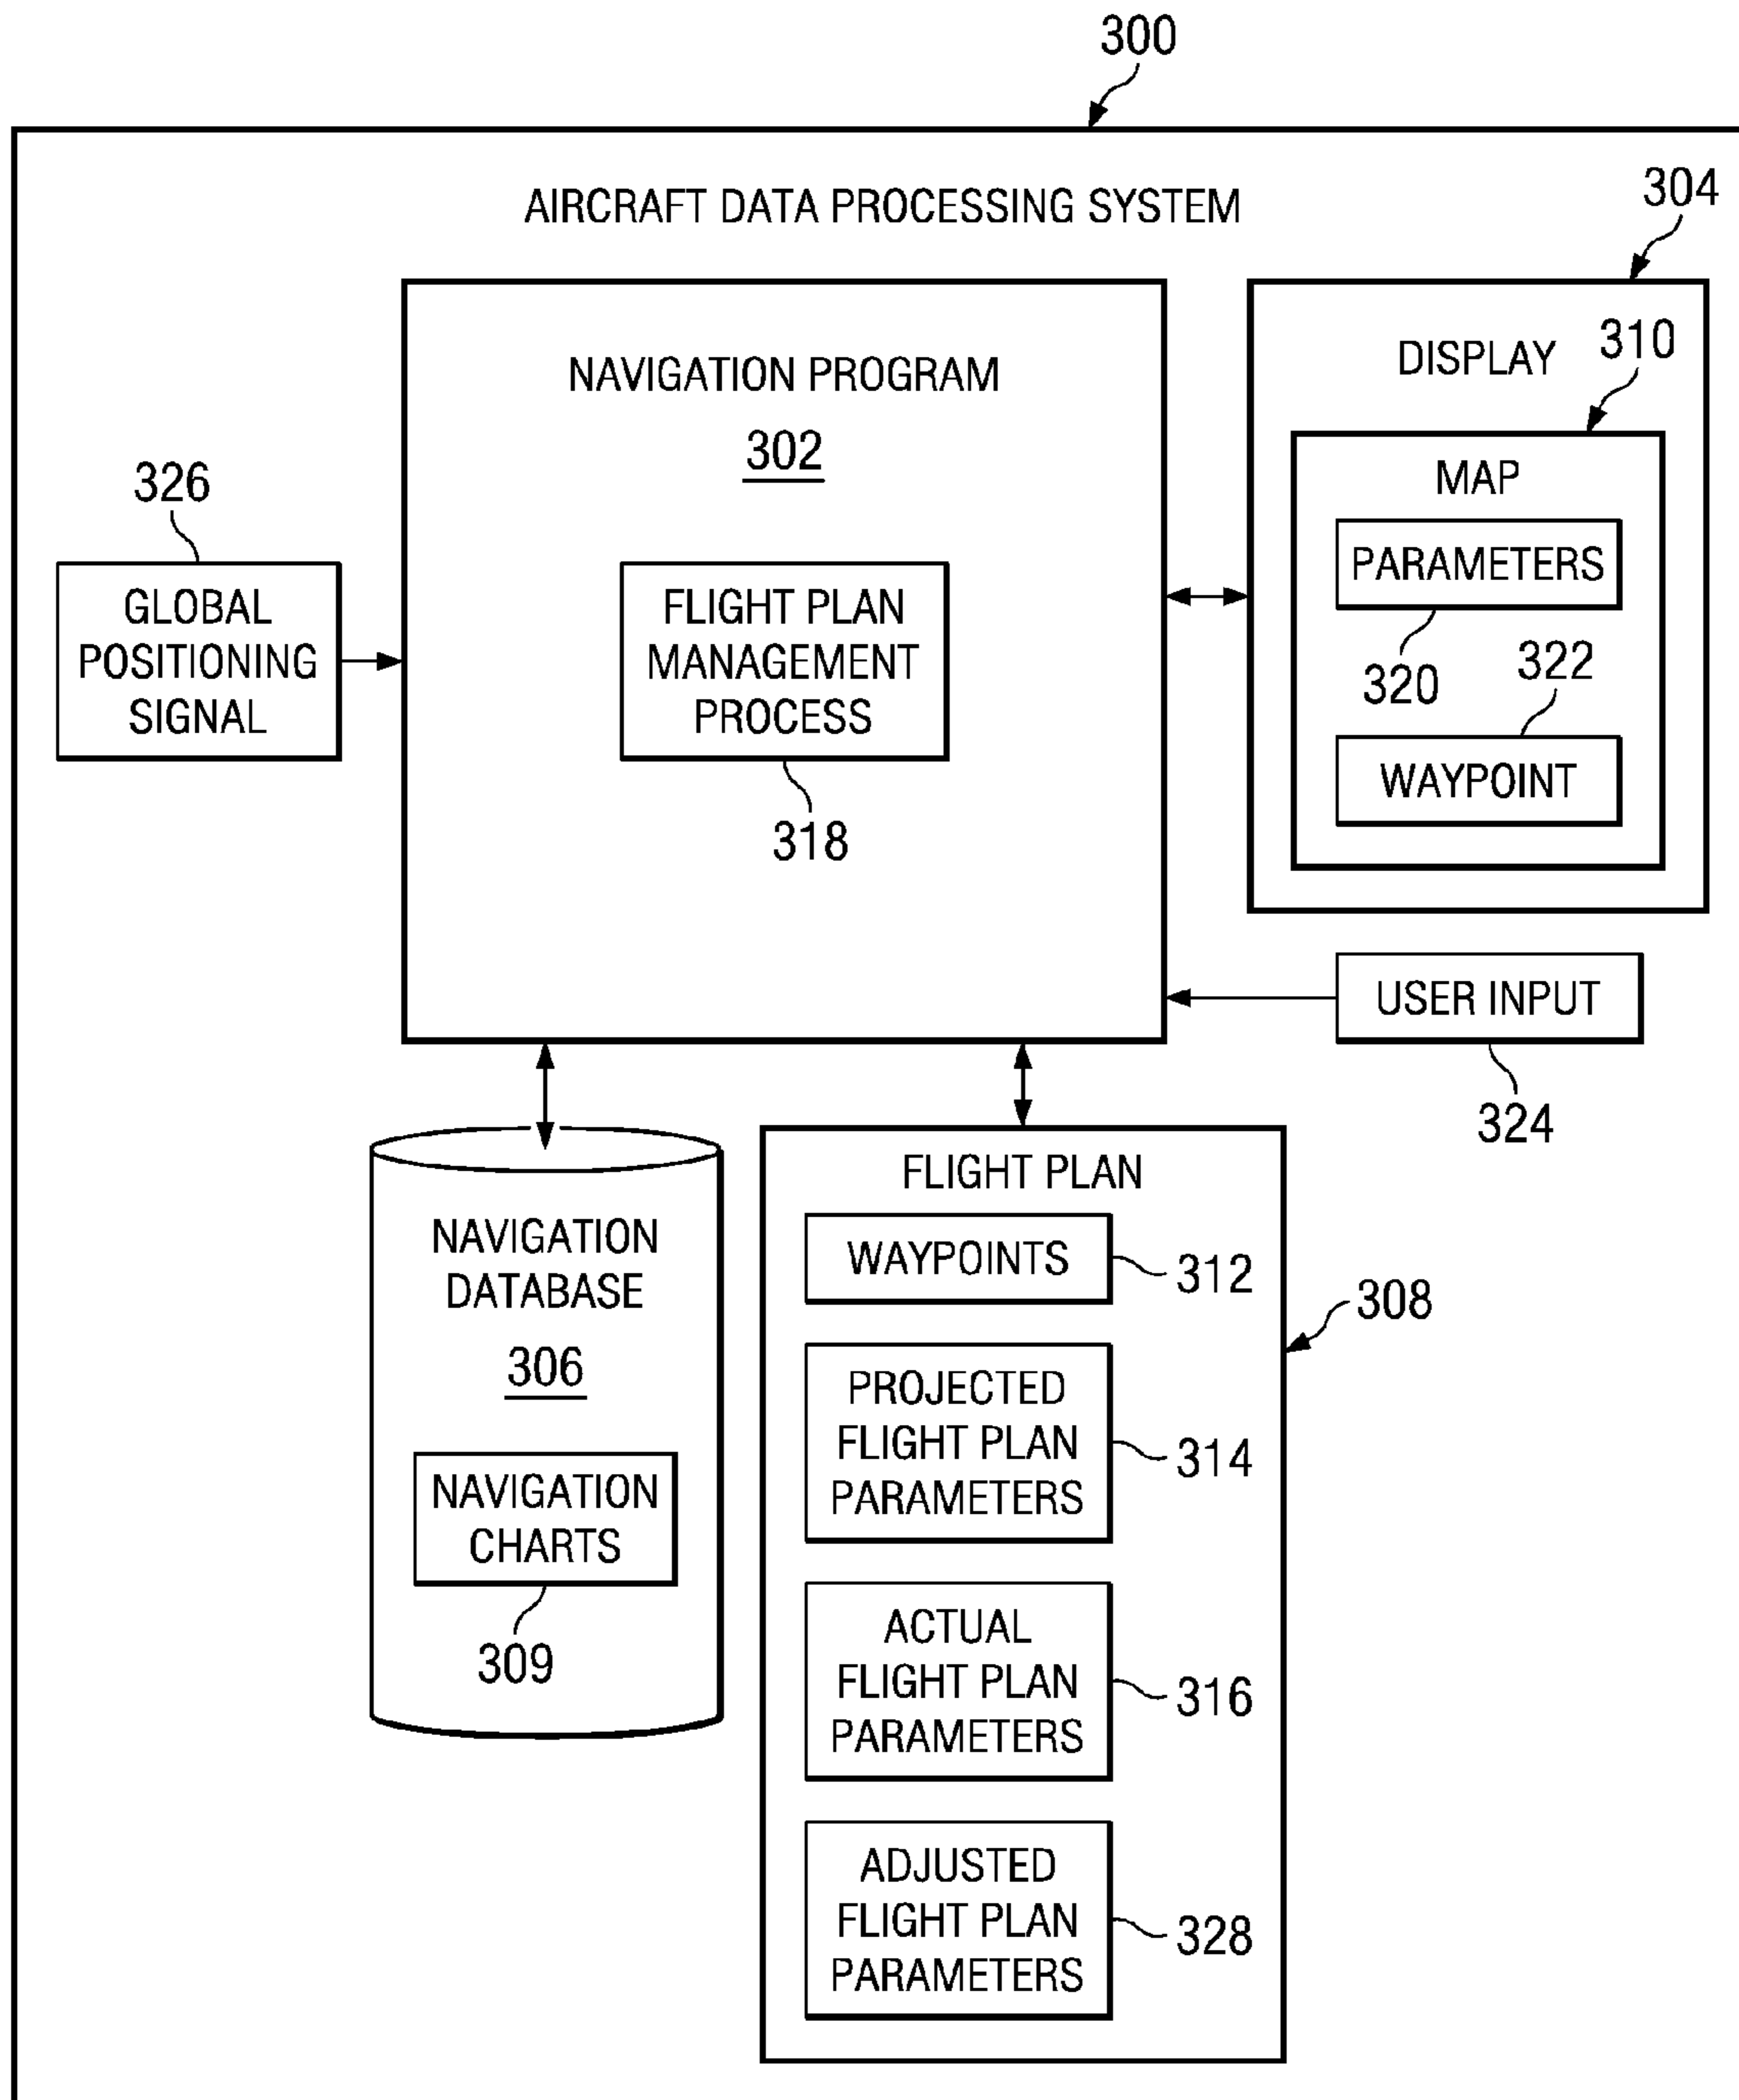 300
AIRCRAFT DATA PROCESSING SYSTEM
304
NAVIGATION PROGRAM
302
DISPLAY
310
MAP
PARAMETERS
320
322
WAYPOINT
326
GLOBAL
POSITIONING
SIGNAL
FLIGHT PLAN
MANAGEMENT
PROCESS
318
USER INPUT
324
NAVIGATION
DATABASE
306
NAVIGATION
CHARTS
309
FLIGHT PLAN
WAYPOINTS
312
308
PROJECTED
FLIGHT PLAN
PARAMETERS
314
ACTUAL
FLIGHT PLAN
PARAMETERS
316
ADJUSTED
FLIGHT PLAN
PARAMETERS
328